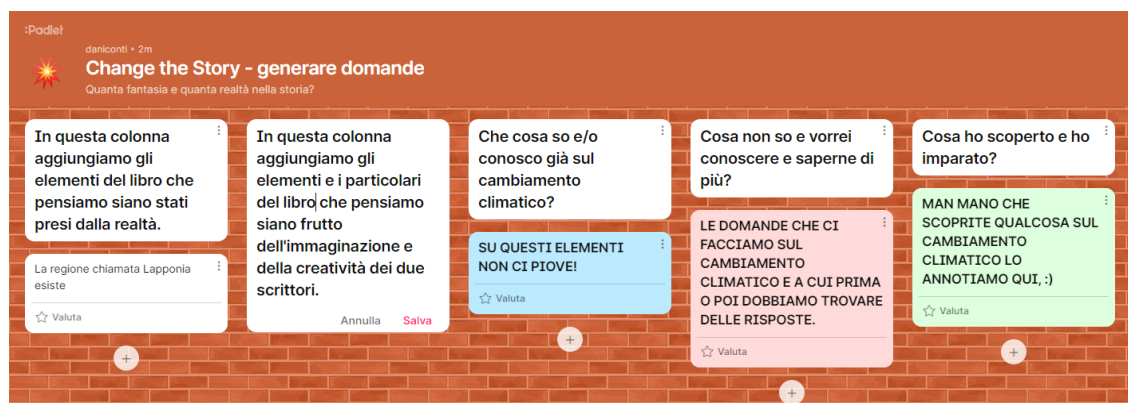 :Padlet
daniconti • 2m
Change the Story - generare domande
Quanta fantasia e quanta realtà nella storia?
In questa colonna
aggiungiamo gli
elementi del libro che
pensiamo siano stati
presi dalla realtà.
La regione chiamata Lapponia
esiste
Valuta
In questa colonna
aggiungiamo gli
elementi e i particolari
del libro che pensiamo
siano frutto
dell'immaginazione e
della creatività dei due
scrittori.
Annulla Salva
Che cosa so e/o
conosco già sul
cambiamento
climatico?
SU QUESTI ELEMENTI
NON CI PIOVE!
Valuta
Cosa non so e vorrei
conoscere e saperne di
più?
LE DOMANDE CHE CI
FACCIAMO SUL
CAMBIAMENTO
CLIMATICO E A CUI PRIMA
O POI DOBBIAMO TROVARE
DELLE RISPOSTE.
Valuta
Cosa ho scoperto e ho
imparato?
MAN MANO CHE
SCOPRITE QUALCOSA SUL
CAMBIAMENTO
CLIMATICO LO
ANNOTIAMO QUI, :)
Valuta